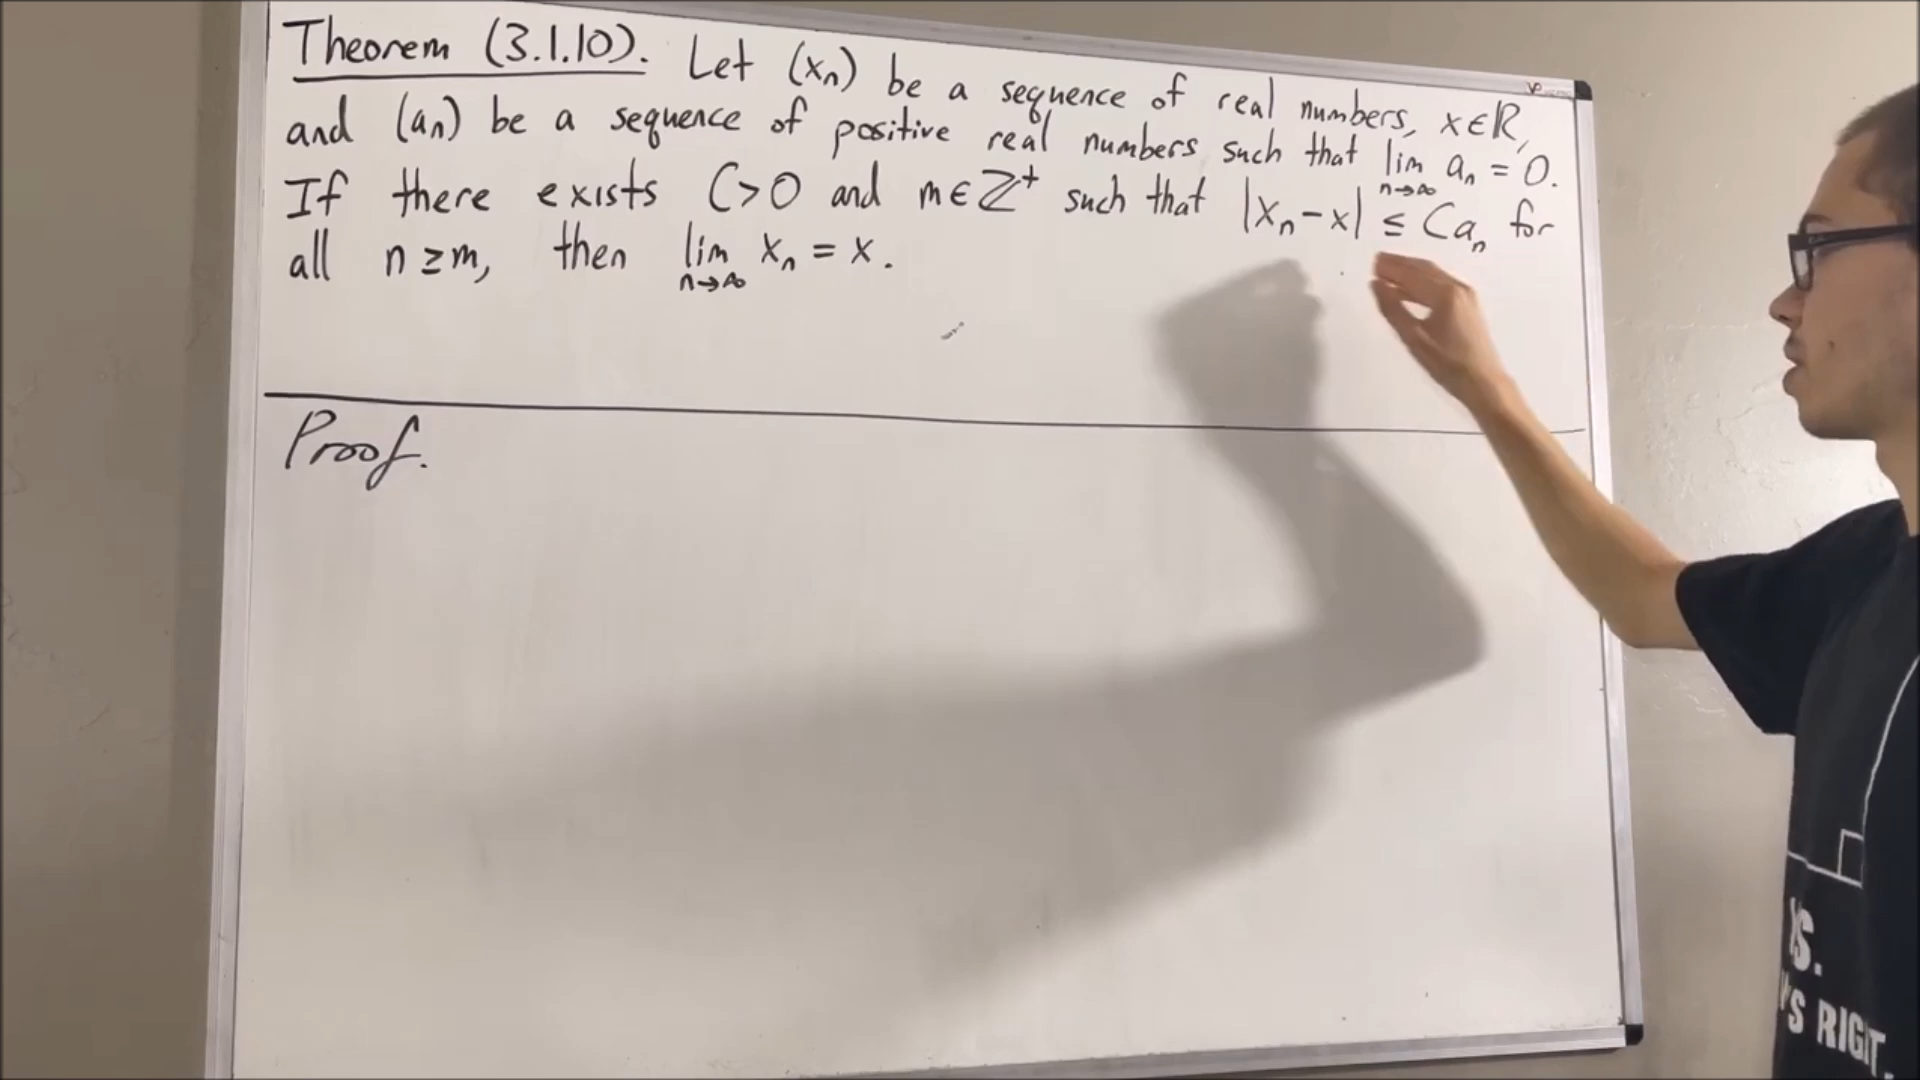 Theorem (3.1.10). Let (xₙ) be a sequence of real numbers, x∈ℝ,
and (aₙ) be a sequence of positive real numbers such that lim n→∞ aₙ = 0.
If there exists C>0 and m∈ℤ⁺ such that |xₙ-x| ≤ Caₙ for
all n≥m, then lim n→∞ xₙ = x.
Proof.
S.
'S RIGHT.